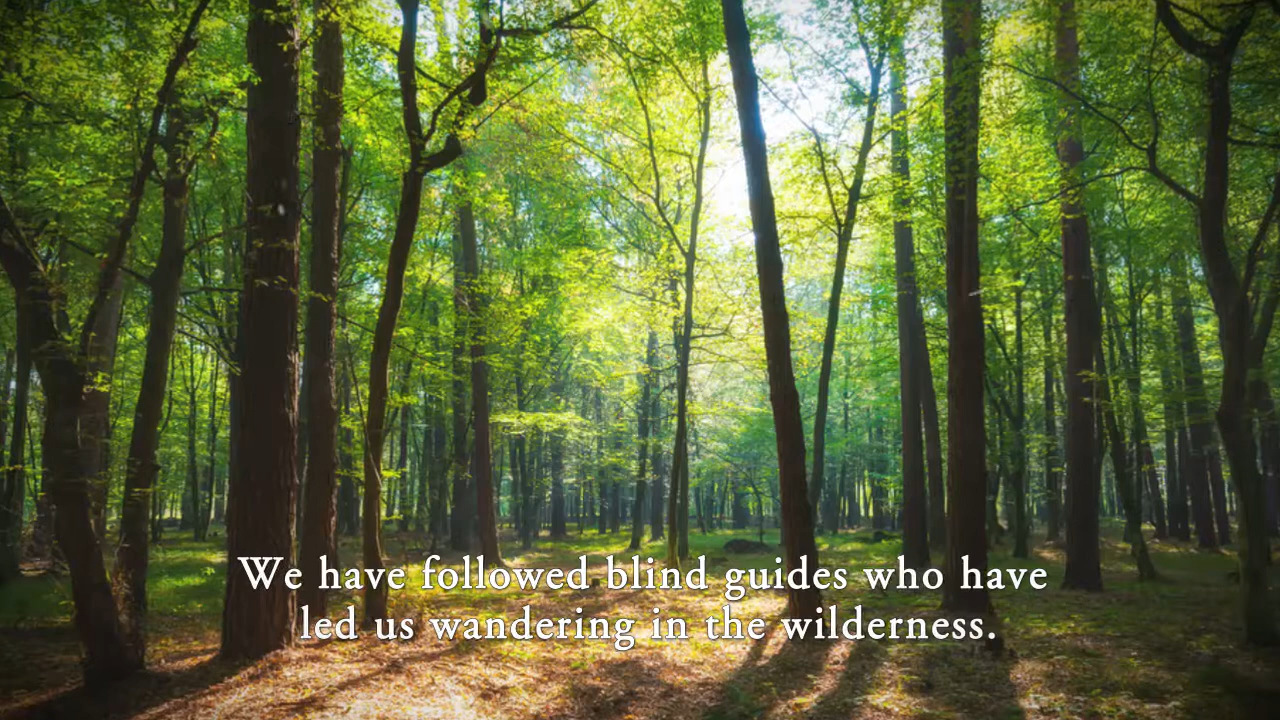 We have followed blind guides who have
led us wandering in the wilderness.